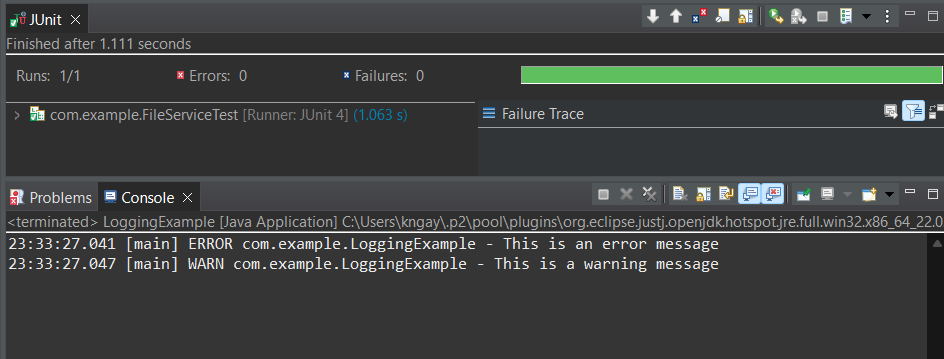 JUnit
Finished after 1.111 seconds
Runs: 1/1 Errors: 0 Failures: 0
com.example.FileServiceTest [Runner: JUnit 4] (1.063 s)
Failure Trace
Problems Console
<terminated> LoggingExample [Java Application] C:\Users\kngay\.p2\pool\plugins\org.eclipse.justj.openjdk.hotspot.jre.full.win32.x86_64_22.0
23:33:27.041 [main] ERROR com.example.LoggingExample - This is an error message
23:33:27.047 [main] WARN com.example.LoggingExample - This is a warning message